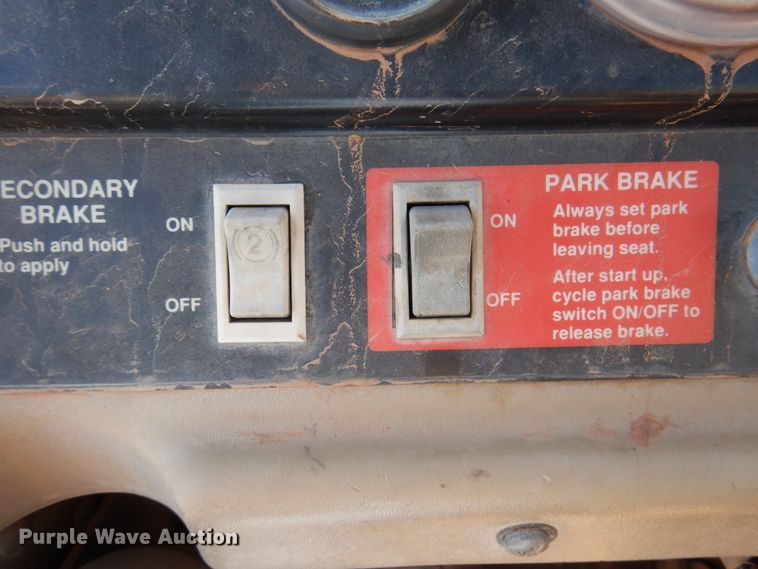 ECONDARY
BRAKE
Push and hold
to apply
ON
OFF
2
ON
OFF
PARK BRAKE
Always set park
brake before
leaving seat.
After start up,
cycle park brake
switch ON/OFF to
release brake.
Purple Wave Auction